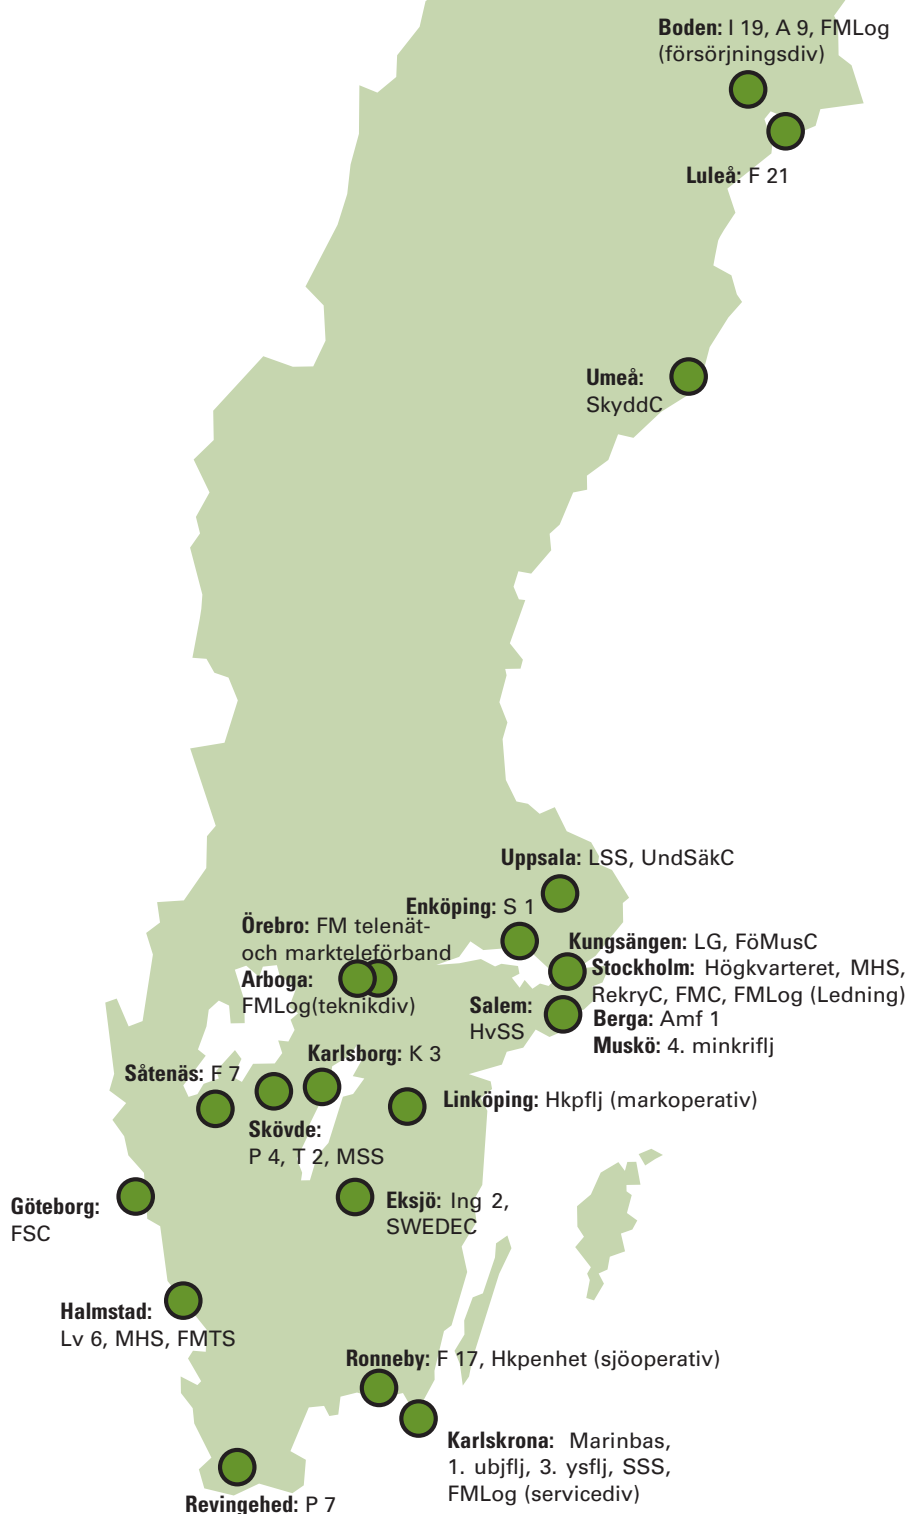 Boden: I 19, A 9, FMLog
(försörjningsdiv)
Luleå: F 21
Umeå:
SkyddC
Uppsala: LSS, UndSäkC
Enköping: S 1
Örebro: FM telenät-
och markteleförband
Arboga:
FMLog(teknikdiv)
Kungsängen: LG, FöMusC
Stockholm: Högkvarteret, MHS,
RekryC, FMC, FMLog (Ledning)
Salem:
HvSS
Berga: Amf 1
Muskö: 4. minkriflj
Karlsborg: K 3
Såtenäs: F 7
Linköping: Hkpflj (markoperativ)
Skövde:
P 4, T 2, MSS
Göteborg:
FSC
Eksjö: Ing 2,
SWEDEC
Halmstad:
Lv 6, MHS, FMTS
Ronneby: F 17, Hkpenhet (sjöoperativ)
Karlskrona: Marinbas,
1. ubjflj, 3. ysflj, SSS,
FMLog (servicediv)
Revingehed: P 7